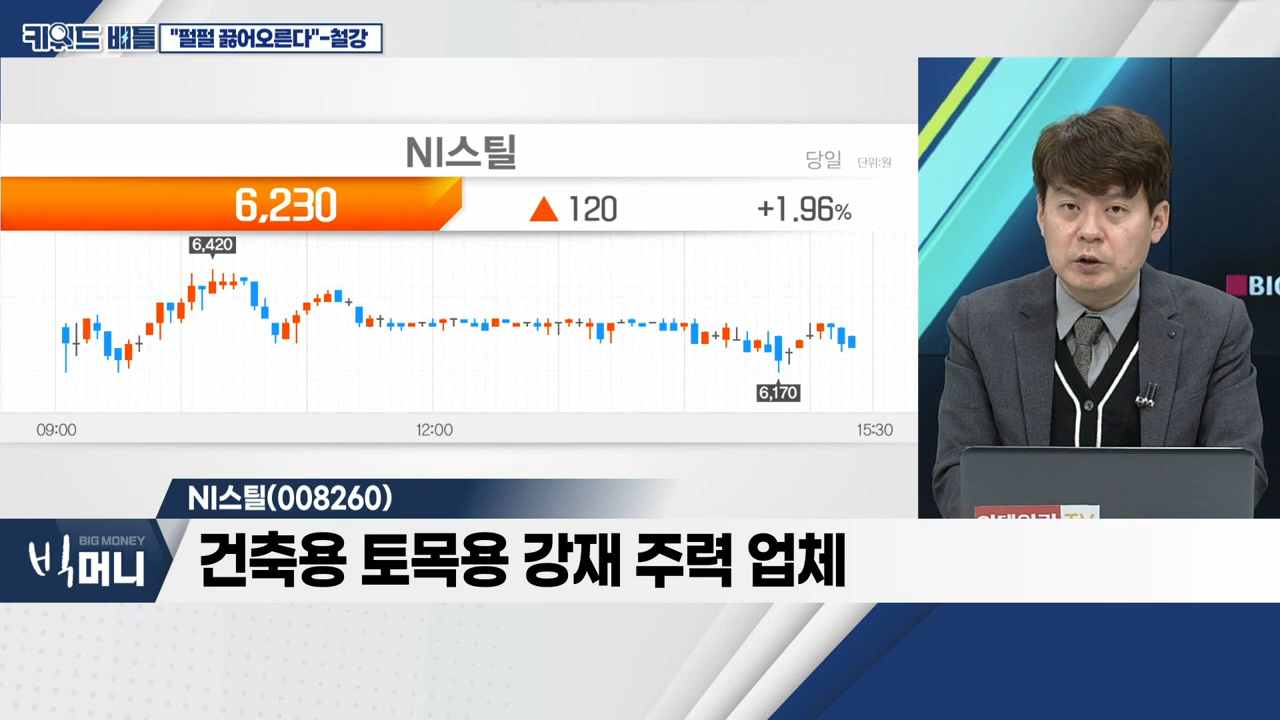 키워드 배틀
"펄펄 끓어오른다"-철강
NI스틸
당일 단위:원
6,230 ▲ 120 +1.96%
6,420
6,170
09:00 12:00 15:30
BIG
NI스틸(008260)
BIG MONEY
빅머니
건축용 토목용 강재 주력 업체